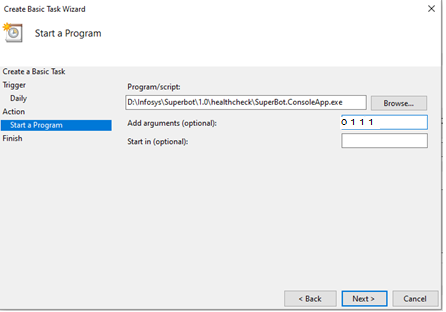 Create Basic Task Wizard
Start a Program
Create a Basic Task
Trigger
Daily
Action
Start a Program
Finish
Program/script:
D:\Infosys\Superbot\1.0\healthcheck\SuperBot.ConsoleApp.exe
Browse...
Add arguments (optional):
0 1 1 1
Start in (optional):
< Back
Next >
Cancel